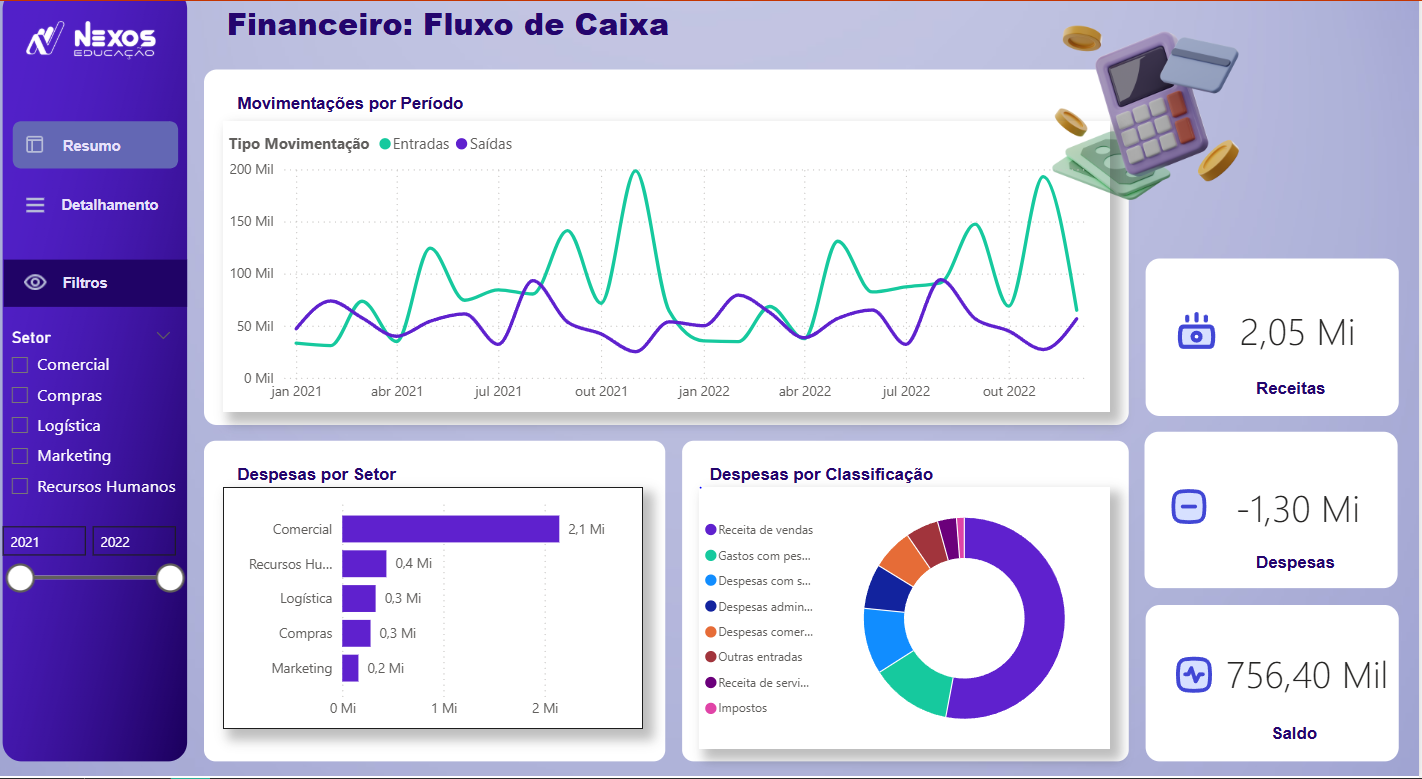 NEXOS
EDUCAÇÃO
Resumo
Detalhamento
Filtros
Setor
Comercial
Compras
Logística
Marketing
Recursos Humanos
2021
2022
Financeiro: Fluxo de Caixa
Movimentações por Período
Tipo Movimentação Entradas Saídas
200 Mil
150 Mil
100 Mil
50 Mil
0 Mil
jan 2021 abr 2021 jul 2021 out 2021 jan 2022 abr 2022 jul 2022 out 2022
Despesas por Setor
Comercial 2,1 Mi
Recursos Hu... 0,4 Mi
Logística 0,3 Mi
Compras 0,3 Mi
Marketing 0,2 Mi
0 Mi 1 Mi 2 Mi
Despesas por Classificação
Receita de vendas
Gastos com pes...
Despesas com s...
Despesas admin...
Despesas comer...
Outras entradas
Receita de servi...
Impostos
2,05 Mi
Receitas
-1,30 Mi
Despesas
756,40 Mil
Saldo